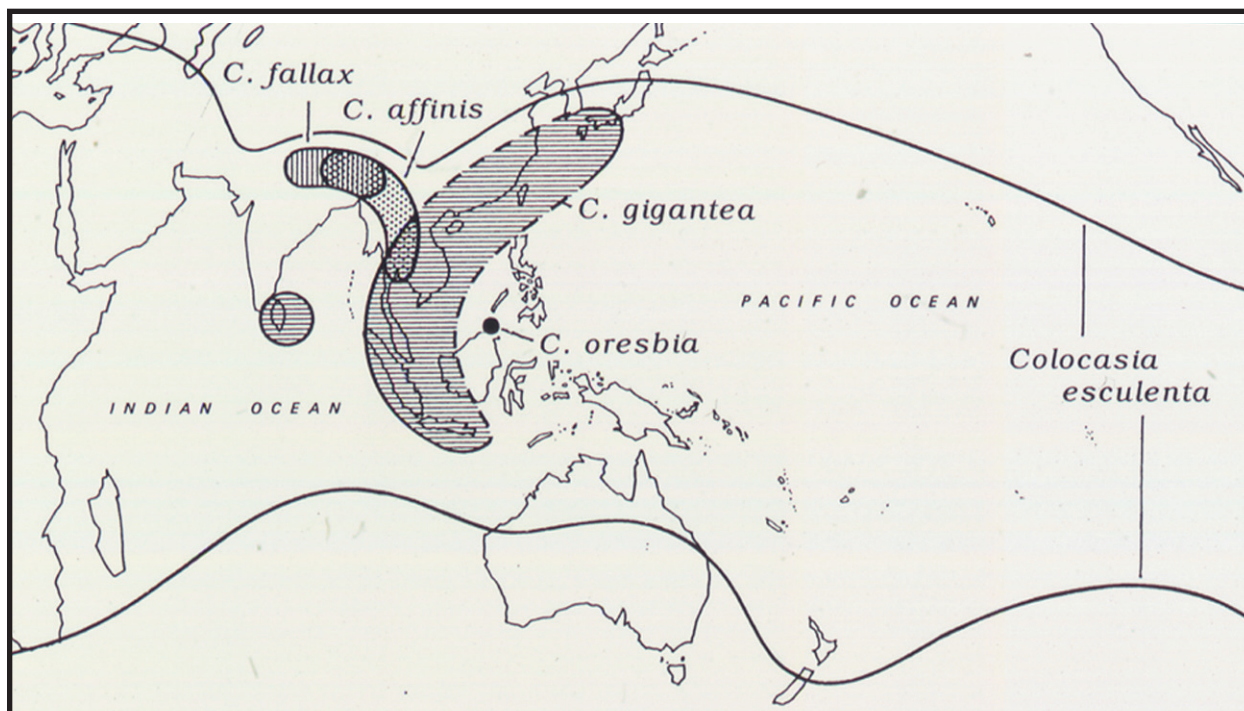 C. fallax
C. affinis
C. gigantea
PACIFIC OCEAN
C. oresbia
Colocasia
esculenta
INDIAN OCEAN